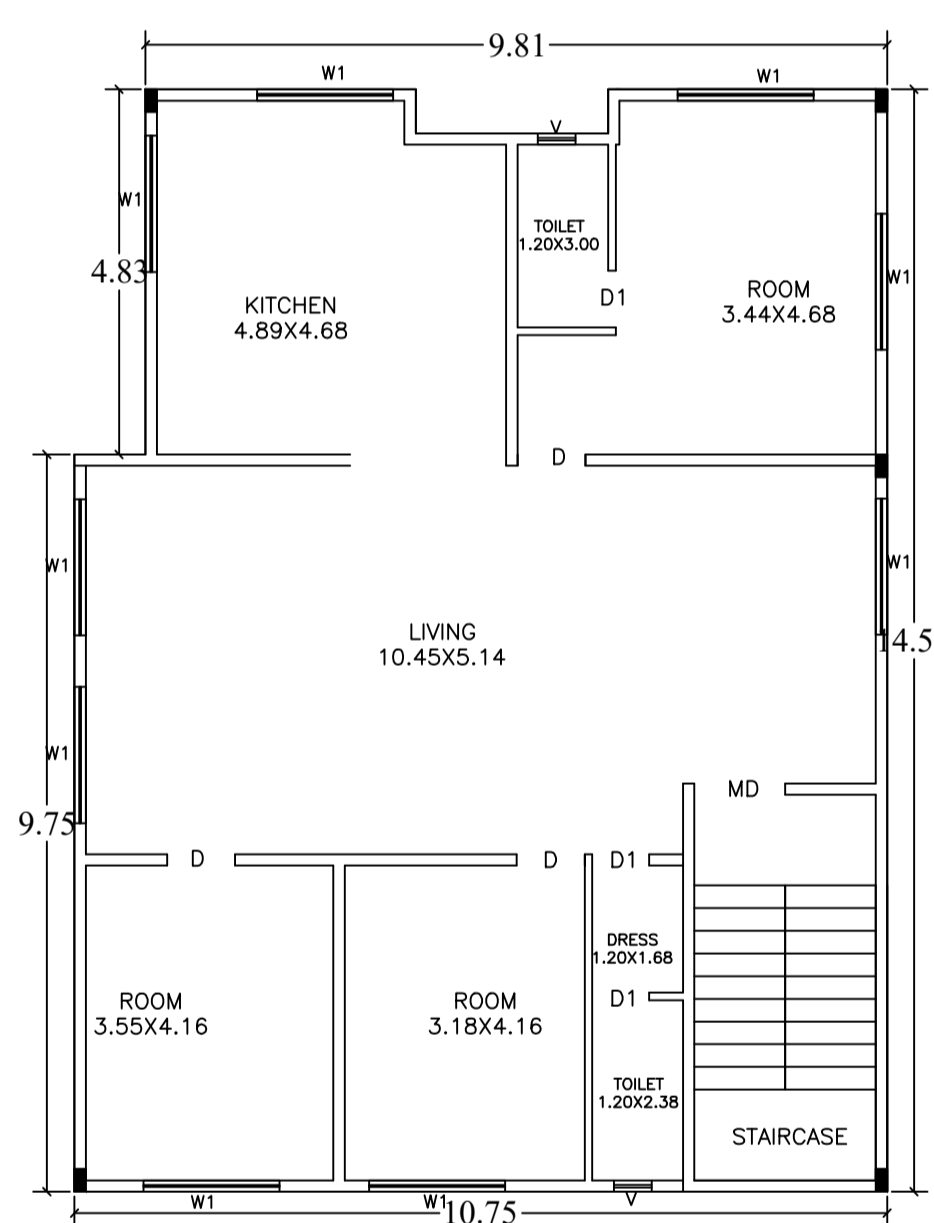 9.81
W1
W1
V
W1
TOILET
1.20X3.00
4.83
W1
D1
KITCHEN
4.89X4.68
ROOM
3.44X4.68
D
W1
W1
LIVING
10.45X5.14
14.5
W1
MD
9.75
D
D
D1
DRESS
1.20X1.68
D1
ROOM
3.55X4.16
ROOM
3.18X4.16
TOILET
1.20X2.38
STAIRCASE
W1
W1
V
10.75